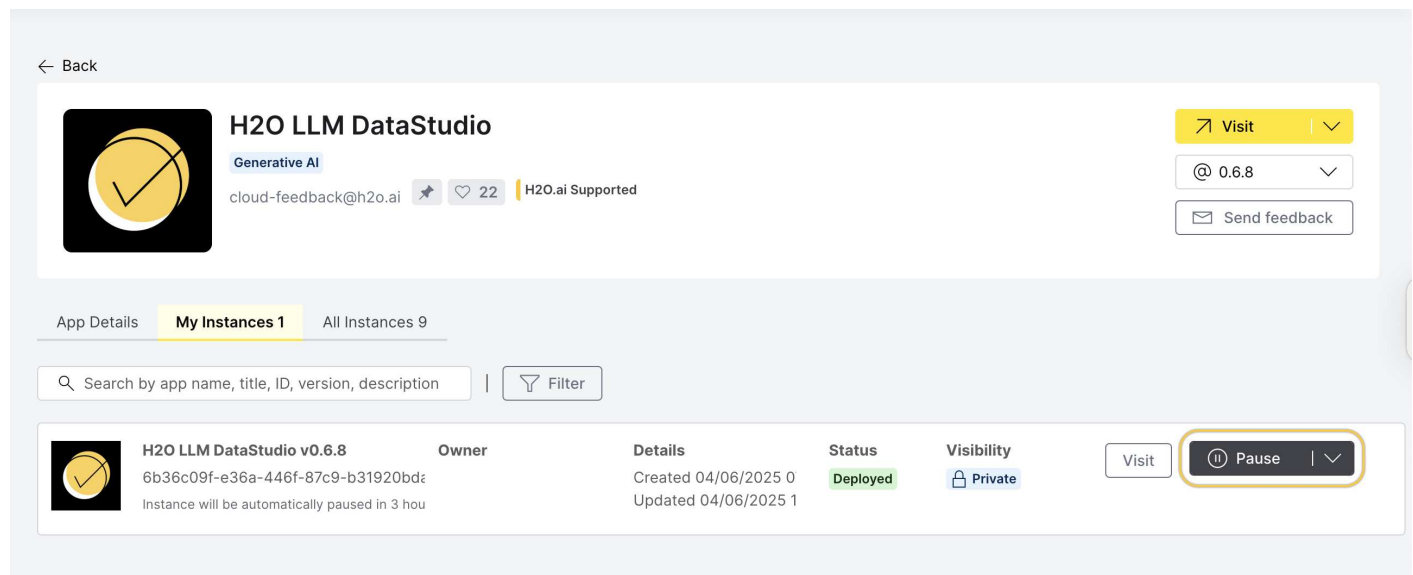 Back
H2O LLM DataStudio
Generative AI
cloud-feedback@h2o.ai 22 H2O.ai Supported
Visit
@ 0.6.8
Send feedback
App Details My Instances 1 All Instances 9
Search by app name, title, ID, version, description | Filter
H2O LLM DataStudio v0.6.8 Owner Details Status Visibility
6b36c09f-e36a-446f-87c9-b31920bda Created 04/06/2025 0 Deployed Private Visit Pause
Instance will be automatically paused in 3 hou Updated 04/06/2025 1